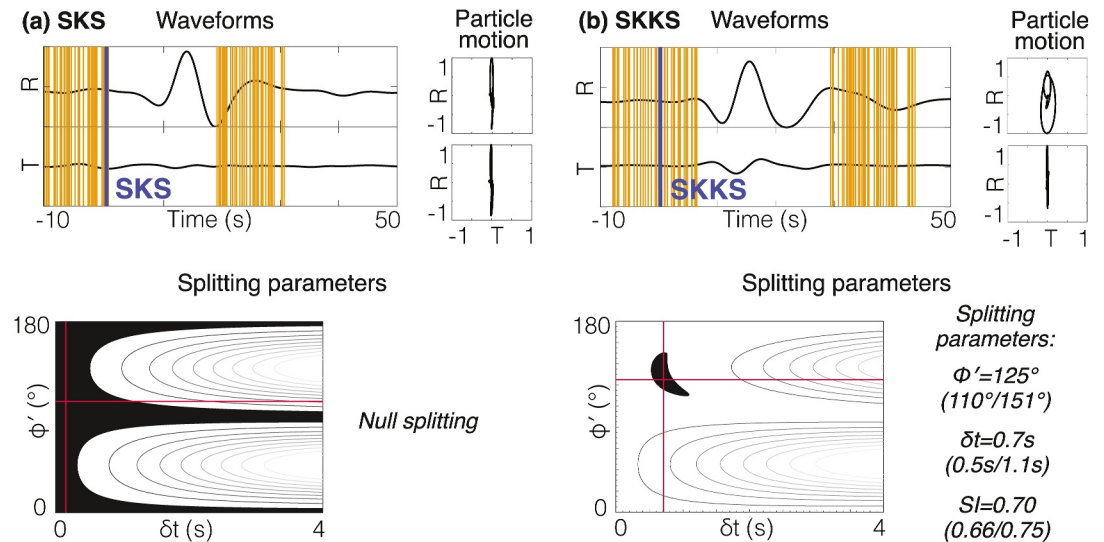 (a) SKS Waveforms
Particle
motion
R
T
SKS
-10 Time (s) 50
1
R
-1
1
R
-1
-1 T 1
(b) SKKS Waveforms
Particle
motion
R
T
SKKS
-10 Time (s) 50
1
R
-1
1
R
-1
-1 T 1
Splitting parameters
180
Φ′ (°)
0
0 δt (s) 4
Null splitting
Splitting parameters
180
Φ′ (°)
0
0 δt (s) 4
Splitting
parameters:
Φ′=125°
(110°/151°)
δt=0.7s
(0.5s/1.1s)
SI=0.70
(0.66/0.75)